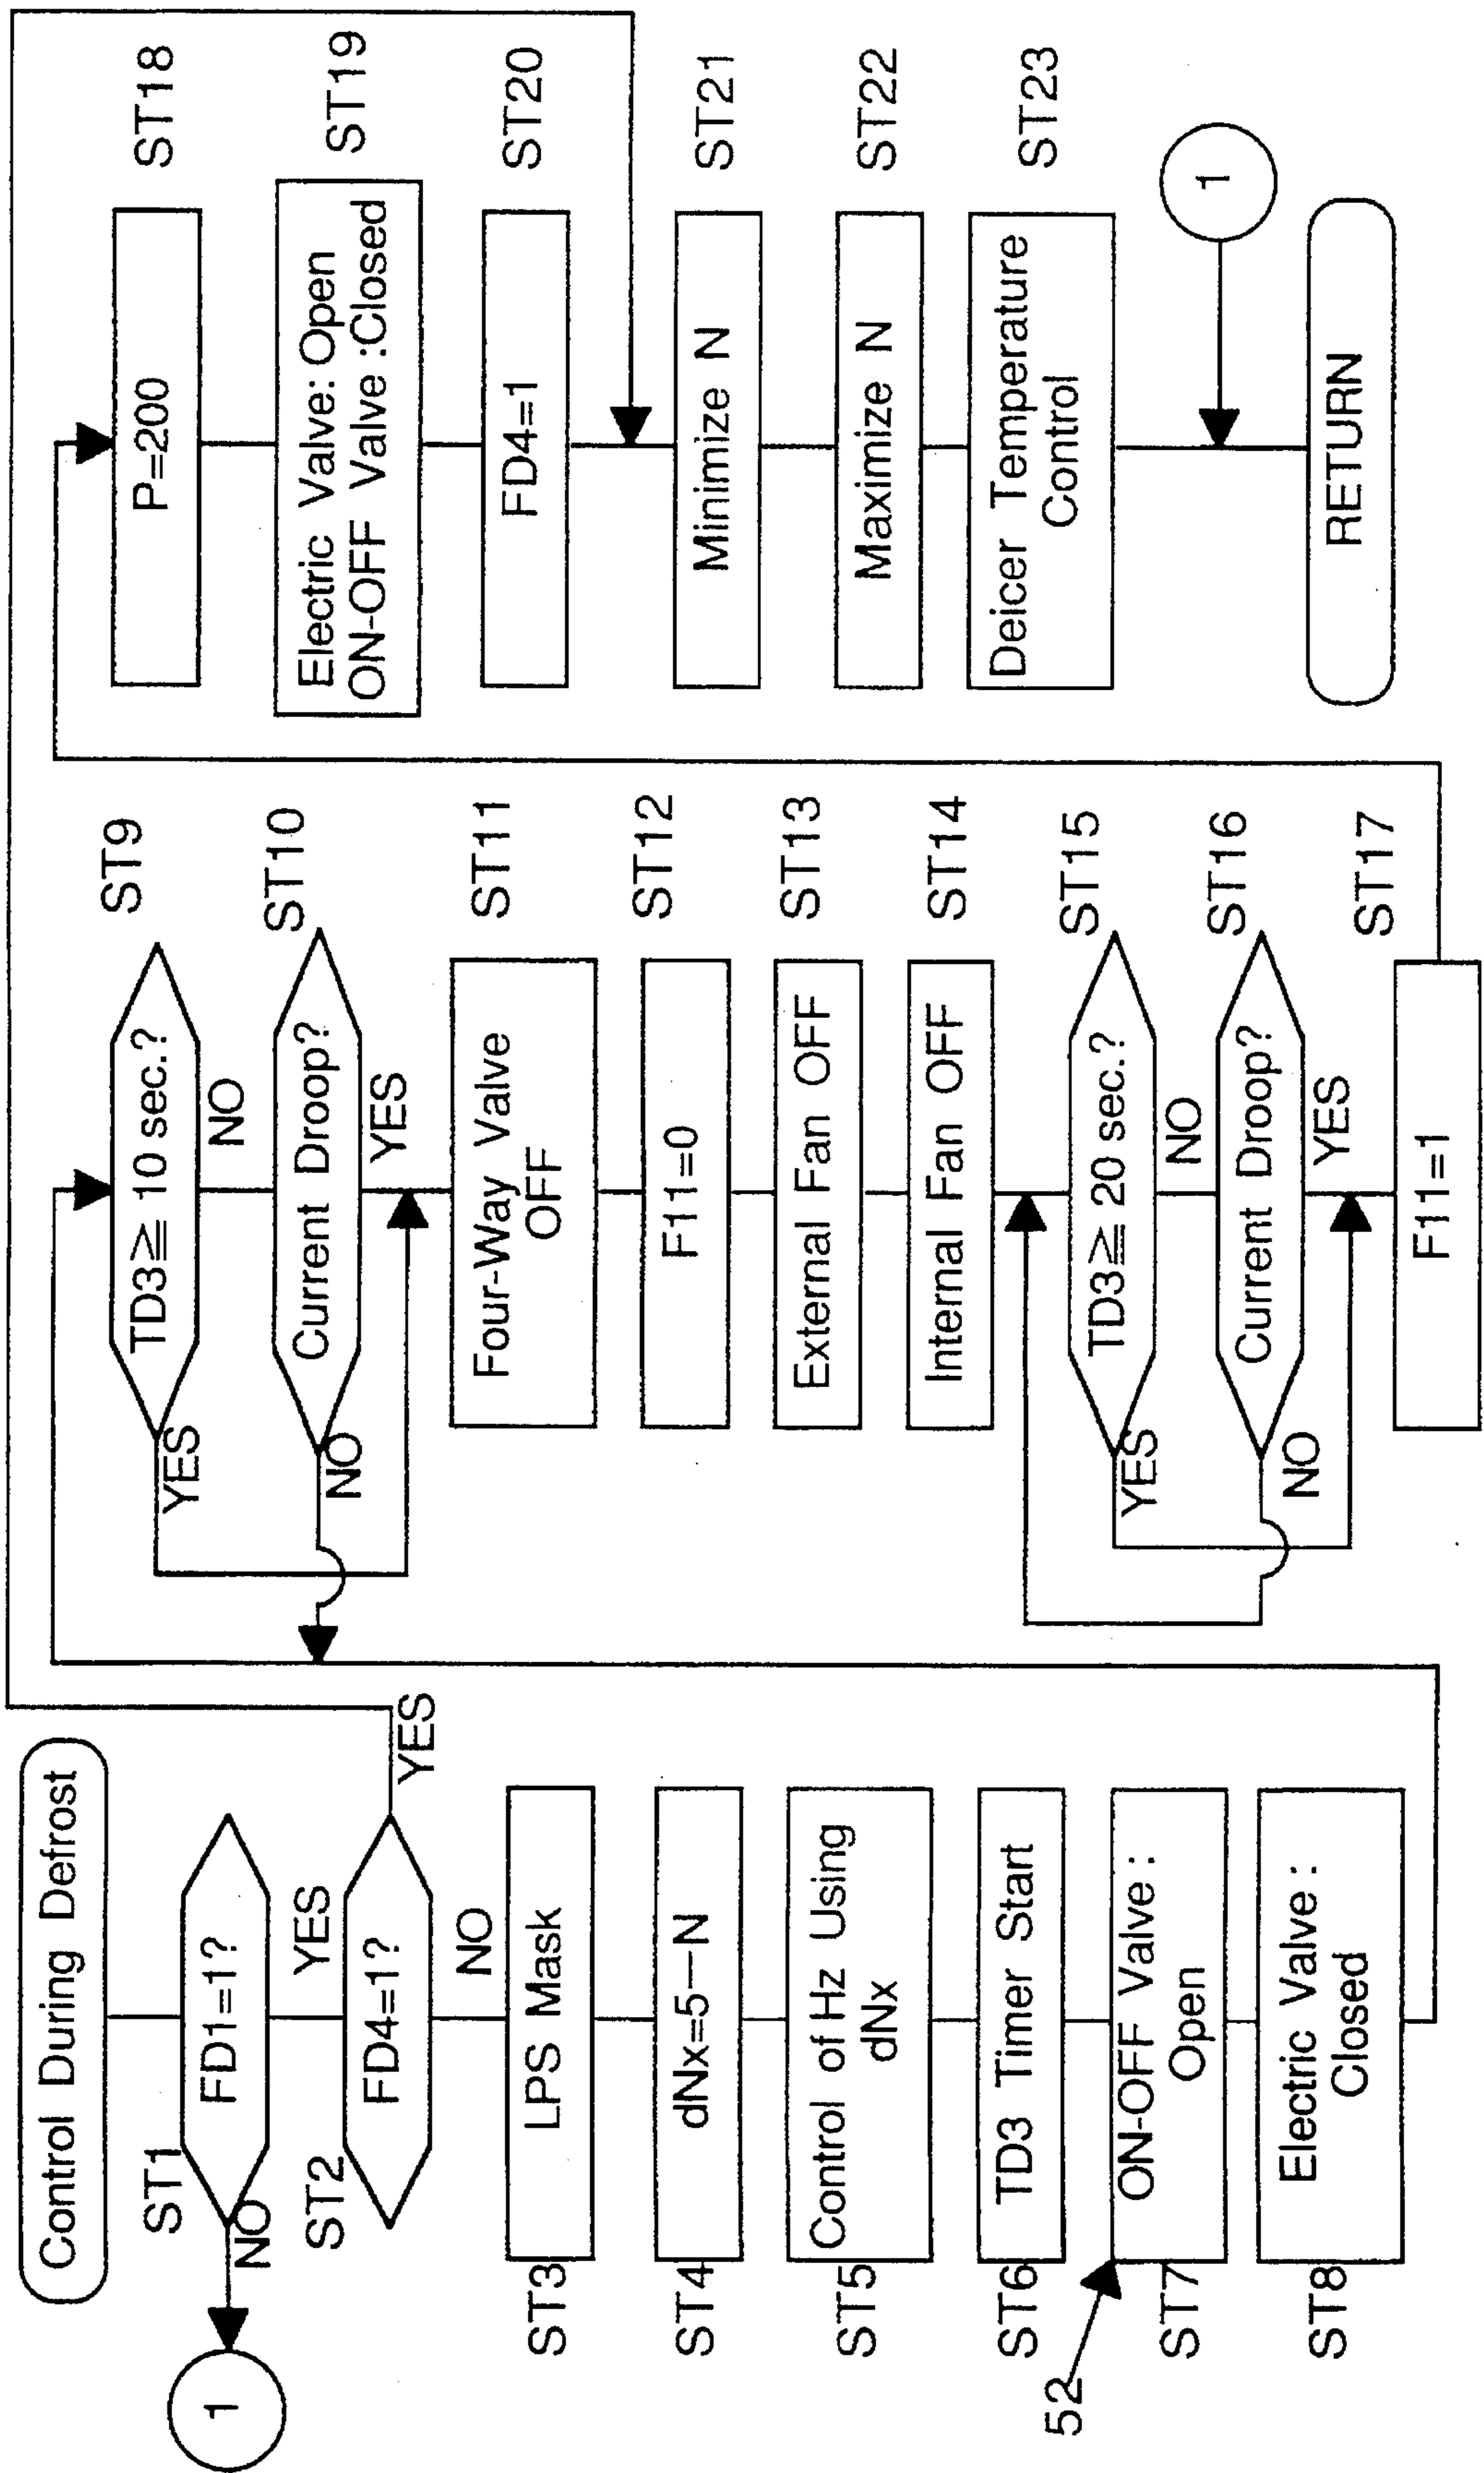 Control During Defrost
ST1
FD1=1?
NO
1
YES
ST2
FD4=1?
YES
NO
ST3
LPS Mask
ST4
dNx=5−N
ST5
Control of Hz Using
dNx
ST6
TD3 Timer Start
52
ST7
ON-OFF Valve :
Open
ST8
Electric Valve :
Closed
ST9
TD3≧10 sec.?
YES
NO
ST10
Current Droop?
NO
YES
ST11
Four-Way Valve
OFF
ST12
F11=0
ST13
External Fan OFF
ST14
Internal Fan OFF
ST15
TD3≧20 sec.?
YES
NO
ST16
Current Droop?
NO
YES
ST17
F11=1
ST18
P=200
ST19
Electric Valve:Open
ON-OFF Valve :Closed
ST20
FD4=1
ST21
Minimize N
ST22
Maximize N
ST23
Deicer Temperature
Control
1
RETURN